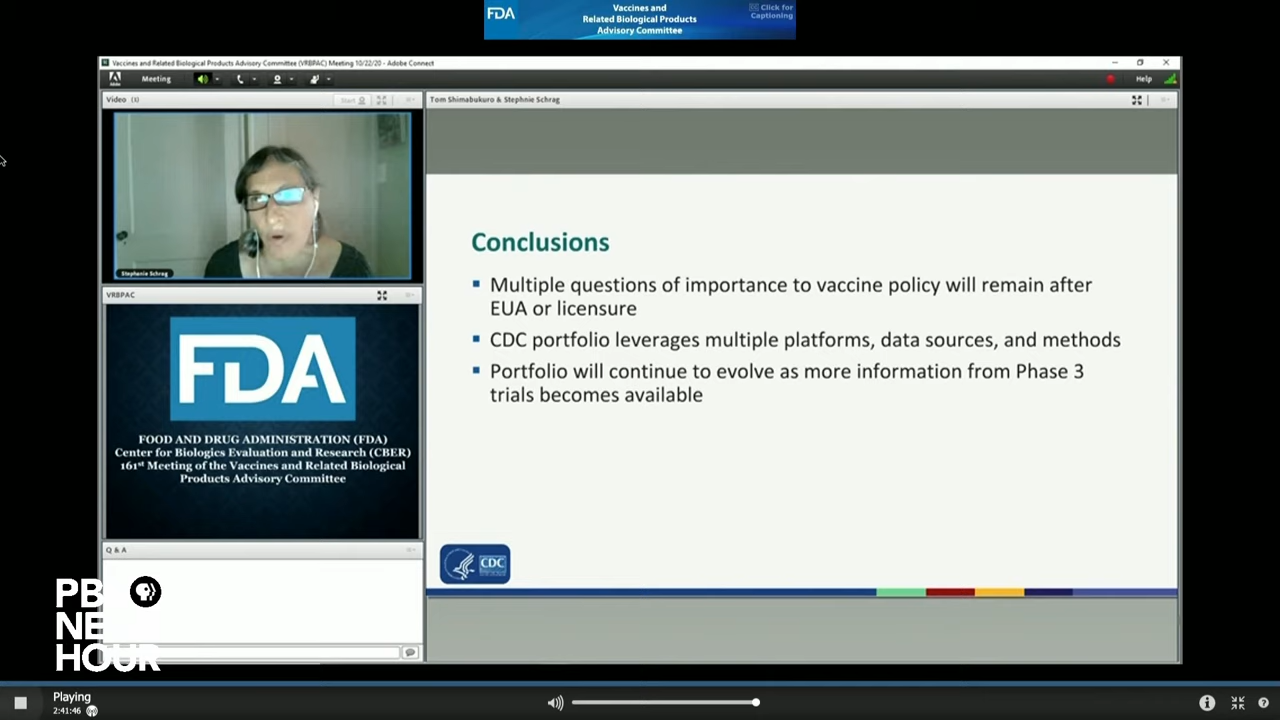 FDA
Vaccines and
Related Biological Products
Advisory Committee
CC Click for
Captioning
Vaccines and Related Biological Products Advisory Committee (VRBPAC) Meeting 10/22/20 - Adobe Connect
Meeting
Help
Video (1)
Start
Tom Shimabukuro & Stephnie Schrag
Stephanie Schrag
VRBPAC
FDA
FOOD AND DRUG ADMINISTRATION (FDA)
Center for Biologics Evaluation and Research (CBER)
161st Meeting of the Vaccines and Related Biological
Products Advisory Committee
Q & A
Conclusions
▪ Multiple questions of importance to vaccine policy will remain after
EUA or licensure
▪ CDC portfolio leverages multiple platforms, data sources, and methods
▪ Portfolio will continue to evolve as more information from Phase 3
trials becomes available
CDC
PB
NE
HOUR
Playing
2:41:46